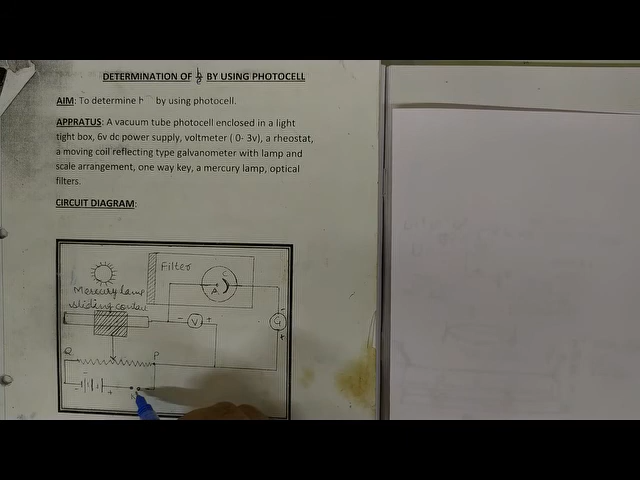 DETERMINATION OF h/e BY USING PHOTOCELL
AIM: To determine h by using photocell.
APPRATUS: A vacuum tube photocell enclosed in a light
tight box, 6v dc power supply, voltmeter ( 0- 3v), a rheostat,
a moving coil reflecting type galvanometer with lamp and
scale arrangement, one way key, a mercury lamp, optical
filters.
CIRCUIT DIAGRAM:
Filter
C
A
Mercury lamp
sliding contact
- V +
-
G
+
R P
-
- +
K